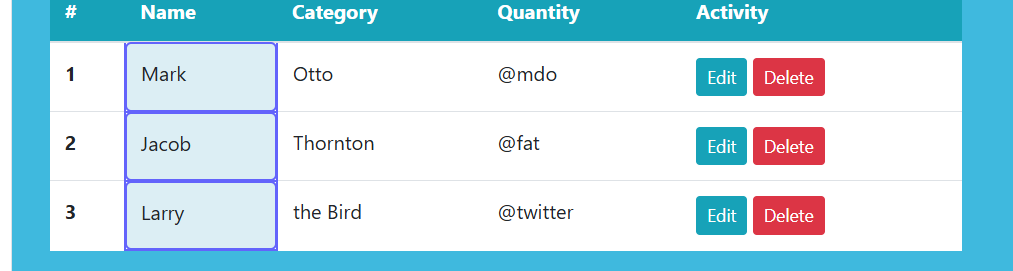 # Name Category Quantity Activity
1 Mark Otto @mdo Edit Delete
2 Jacob Thornton @fat Edit Delete
3 Larry the Bird @twitter Edit Delete